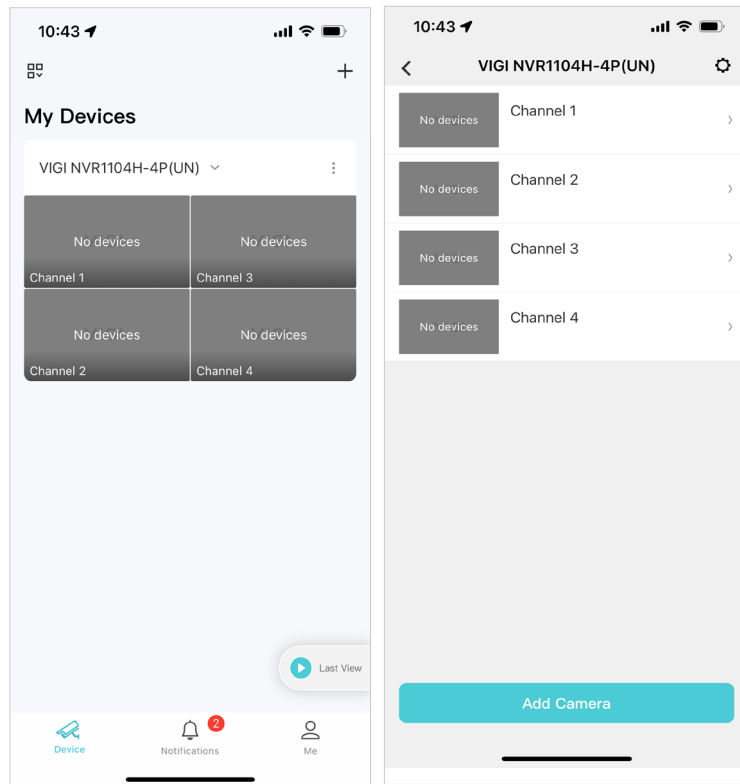 10:43
My Devices
VIGI NVR1104H-4P(UN)
No devices
Channel 1
No devices
Channel 3
No devices
Channel 2
No devices
Channel 4
Last View
Device
2
Notifications
Me
10:43
VIGI NVR1104H-4P(UN)
No devices
Channel 1
No devices
Channel 2
No devices
Channel 3
No devices
Channel 4
Add Camera